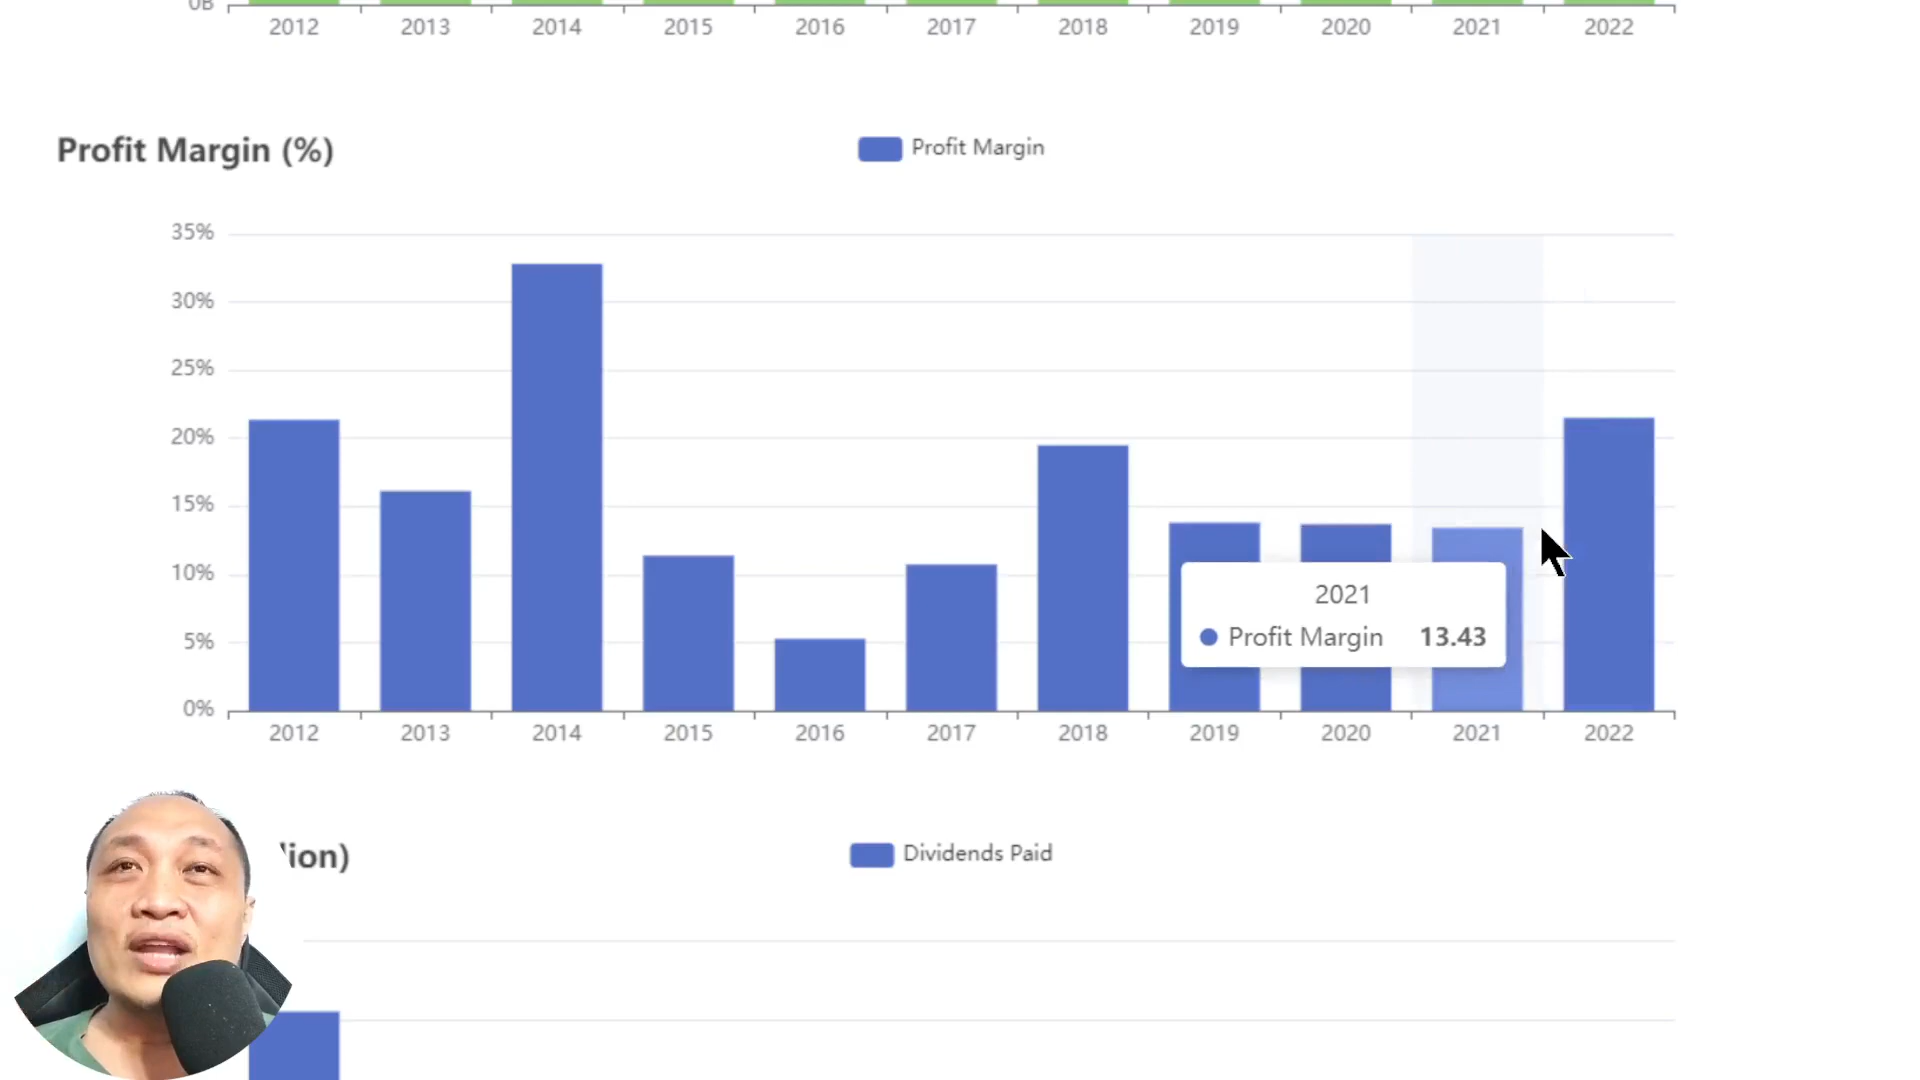 0B
2012 2013 2014 2015 2016 2017 2018 2019 2020 2021 2022
Profit Margin (%)
Profit Margin
35%
30%
25%
20%
15%
10%
5%
0%
2021
Profit Margin 13.43
2012 2013 2014 2015 2016 2017 2018 2019 2020 2021 2022
lion)
Dividends Paid